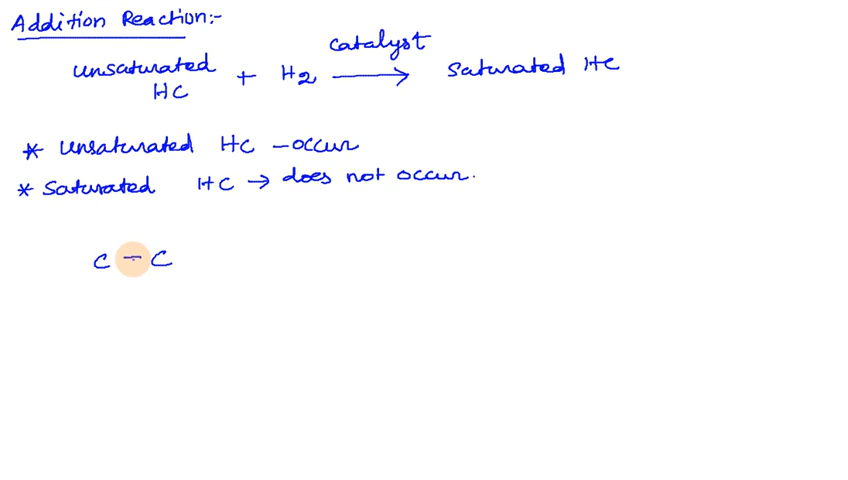 Addition Reaction:-
catalyst
Unsaturated HC + H2 ⟶ Saturated HC
* Unsaturated HC – occur
* Saturated HC → does not occur.
C = C